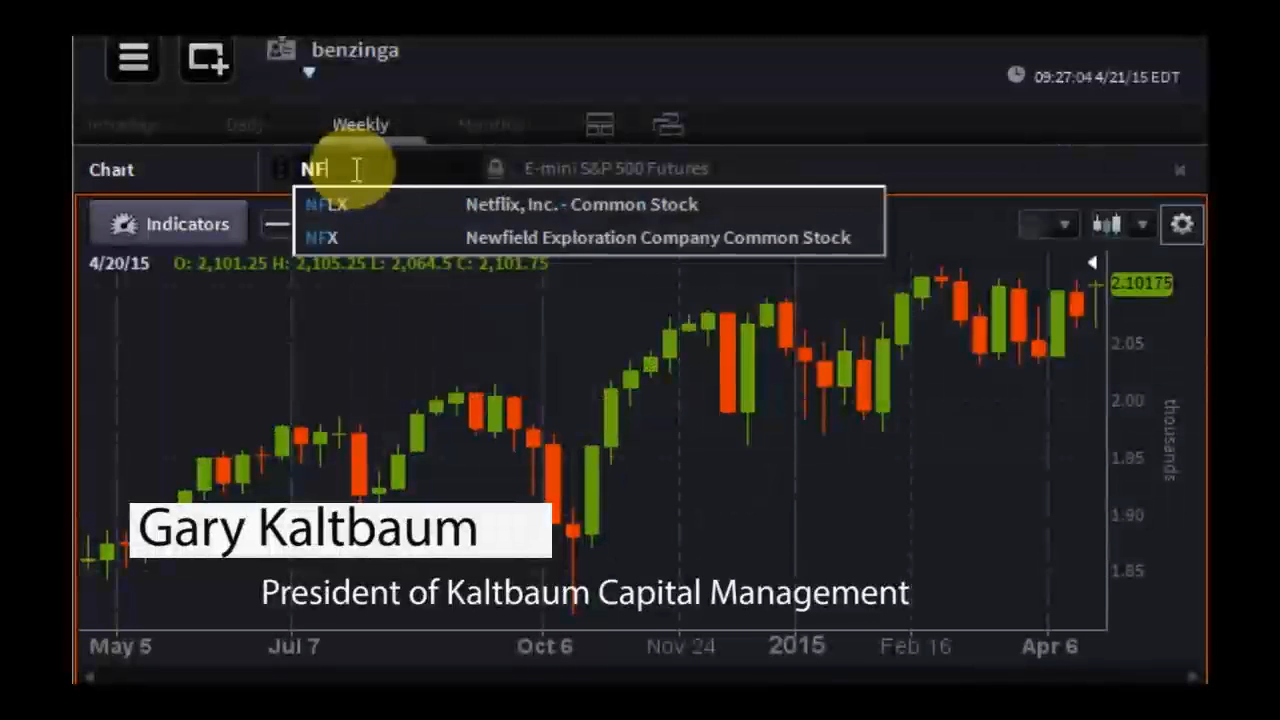 benzinga
09:27:04 4/21/15 EDT
Daily Weekly
Chart NF E-mini S&P 500 Futures
NFLX Netflix, Inc. - Common Stock
Indicators
NFX Newfield Exploration Company Common Stock
4/20/15 O: 2,101.25 H: 2,105.25 L: 2,064.5 C: 2,101.75
2.10175
2.05
2.00
thousands
1.95
1.90
1.85
Gary Kaltbaum
President of Kaltbaum Capital Management
May 5 Jul 7 Oct 6 Nov 24 2015 Feb 16 Apr 6